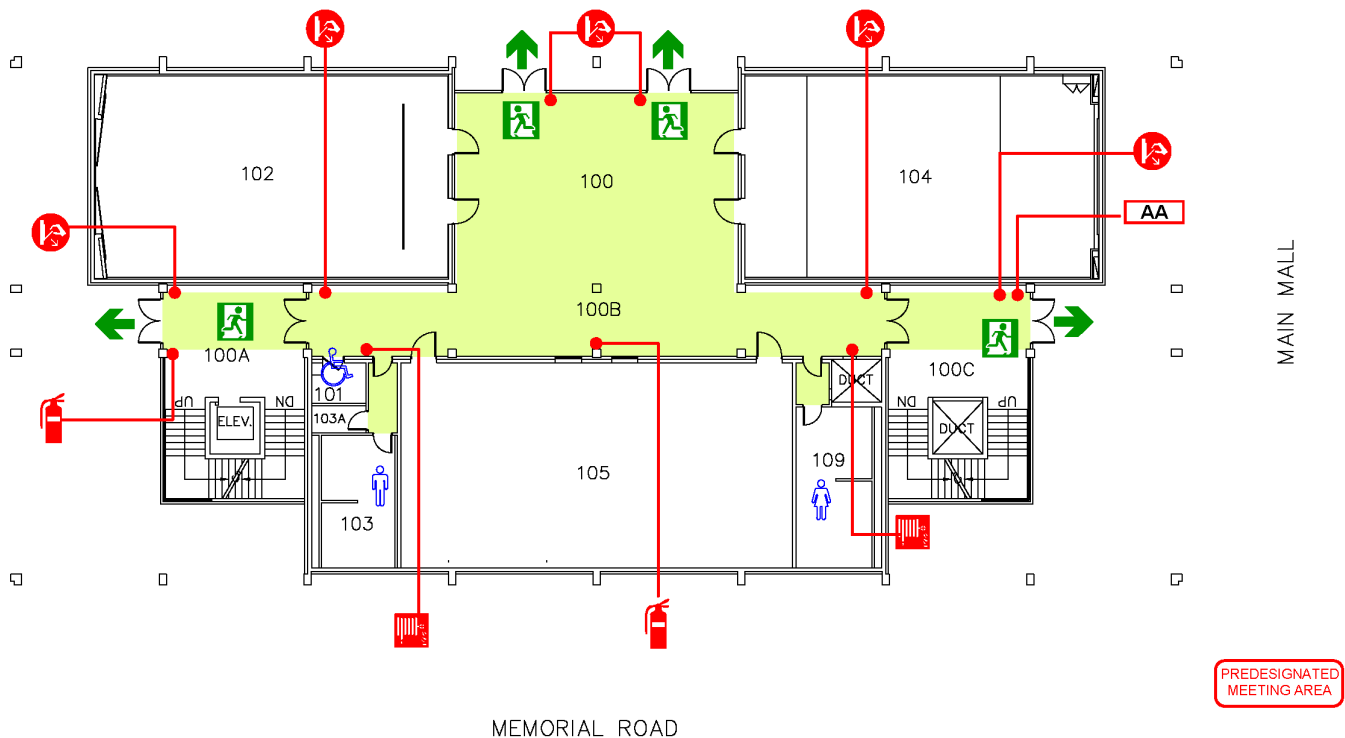 102
100
104
AA
MAIN MALL
100B
100A
100C
101
DUCT
UP
DN
103A
DN
UP
ELEV.
DUCT
109
105
103
PREDESIGNATED
MEETING AREA
MEMORIAL ROAD